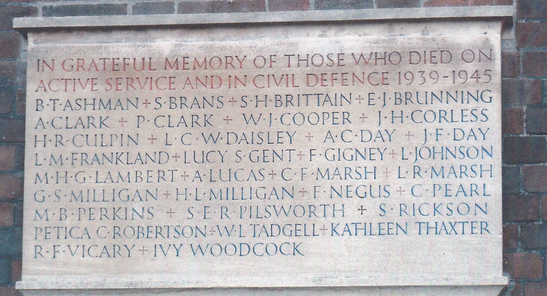 IN GRATEFUL MEMORY OF THOSE WHO DIED ON
ACTIVE SERVICE AND IN CIVIL DEFENCE 1939-1945
B·T·ASHMAN + S·BRANS + S·H·BRITTAIN + E·J·BRUNNING
A·CLARK + P·CLARK + W·J·COOPER + J·H·CORLESS
H·R·CULPIN + L·C·W·DAISLEY + A·C·DAY + J·F·DAY
L·M·FRANKLAND + LUCY S·GENT + F·GIGNEY + L·JOHNSON
M·H·G·LAMBERT + A·LUCAS + C·F·MARSH + L·R·MARSH
G·S·MILLIGAN + H·L·MILLIGAN + F·NEGUS + C·PEARL
M·B·PERKINS + S·E·R·PILSWORTH + S·RICKSON
PETICA C·ROBERTSON + W·L·TADGELL + KATHLEEN THAXTER
R·F·VICARY + IVY WOODCOCK